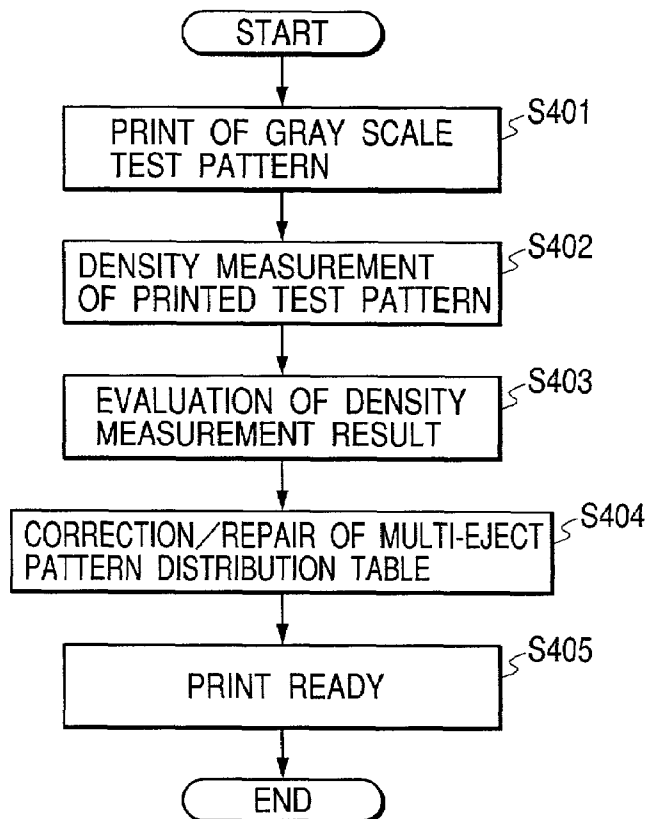 START
S401
PRINT OF GRAY SCALE
TEST PATTERN
S402
DENSITY MEASUREMENT
OF PRINTED TEST PATTERN
S403
EVALUATION OF DENSITY
MEASUREMENT RESULT
S404
CORRECTION/REPAIR OF MULTI-EJECT
PATTERN DISTRIBUTION TABLE
S405
PRINT READY
END